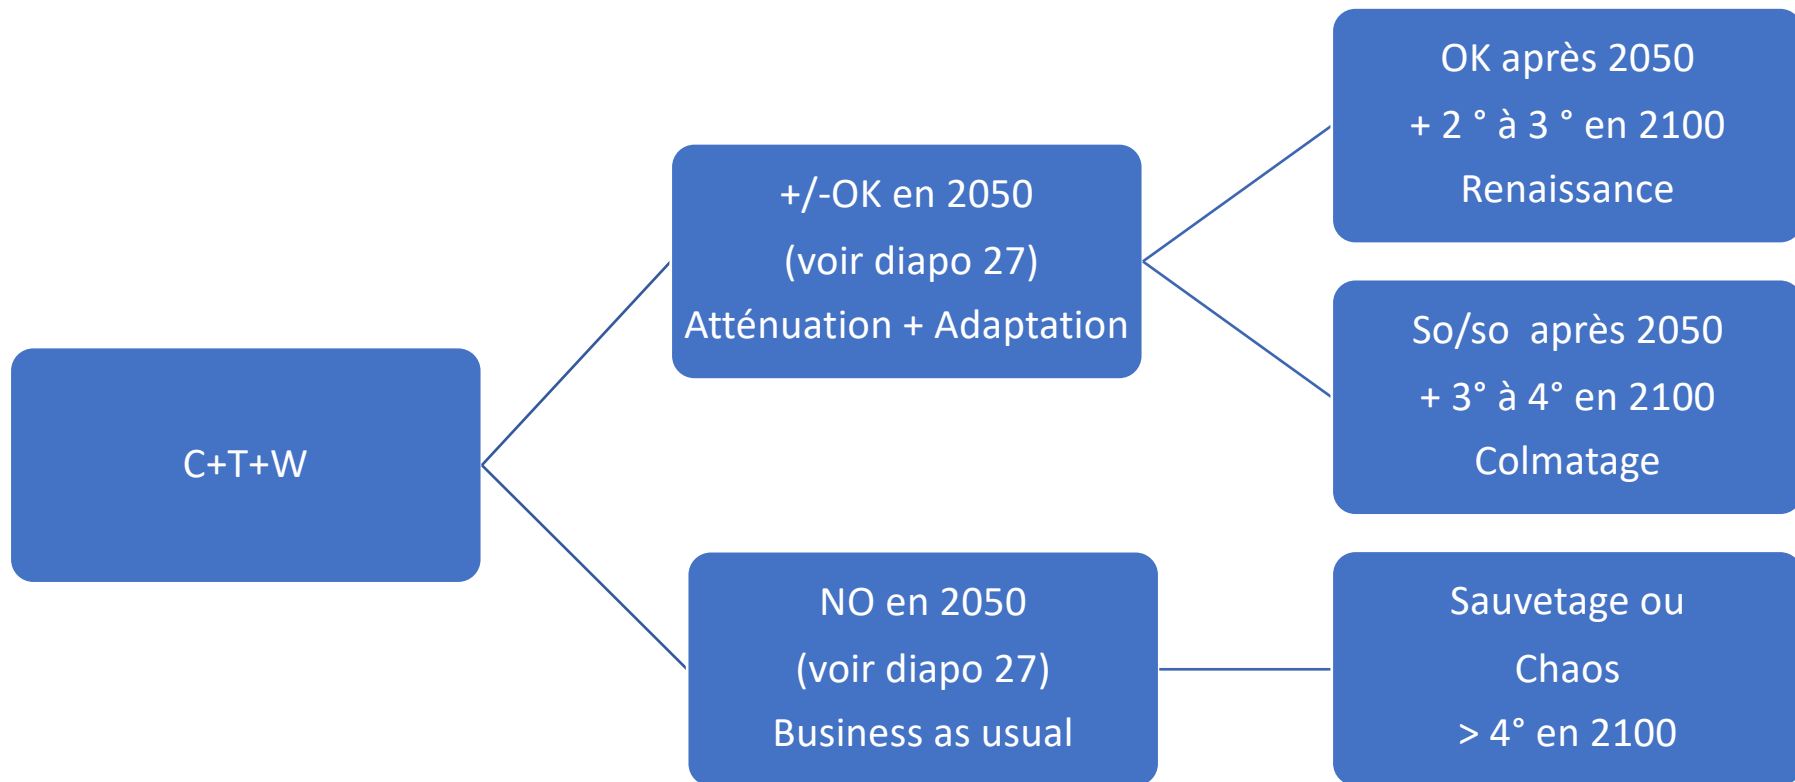 C+T+W
+/-OK en 2050
(voir diapo 27)
Atténuation + Adaptation
OK après 2050
+ 2 ° à 3 ° en 2100
Renaissance
So/so  après 2050
+ 3° à 4° en 2100
Colmatage
NO en 2050
(voir diapo 27)
Business as usual
Sauvetage ou
Chaos
> 4° en 2100